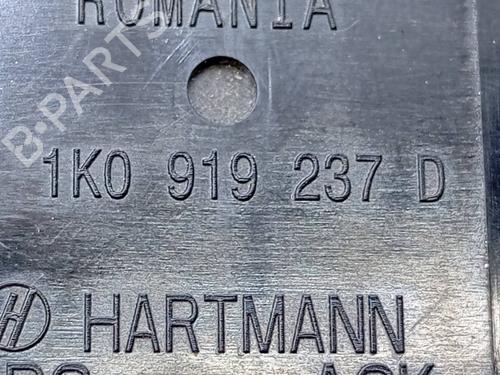 ROMANIA
B-PARTS
1K0 919 237 D
HARTMANN